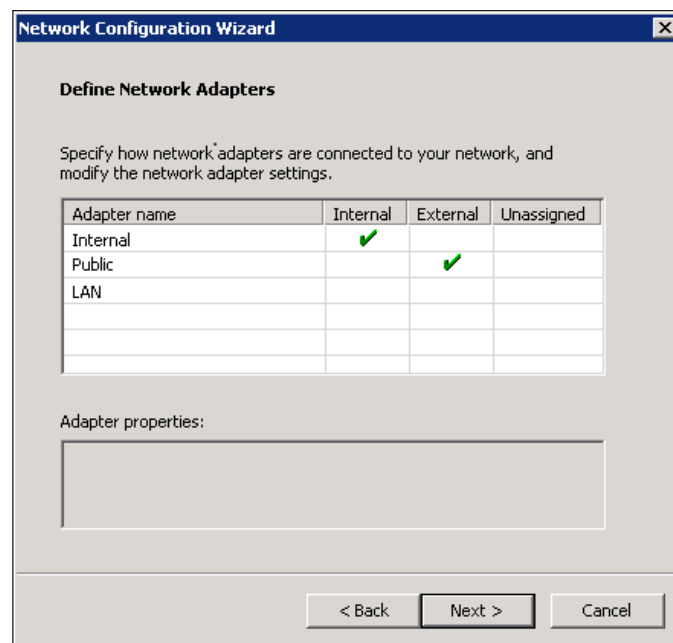 Network Configuration Wizard
Define Network Adapters
Specify how network adapters are connected to your network, and
modify the network adapter settings.
Adapter name Internal External Unassigned
Internal
Public
LAN
Adapter properties:
< Back Next > Cancel